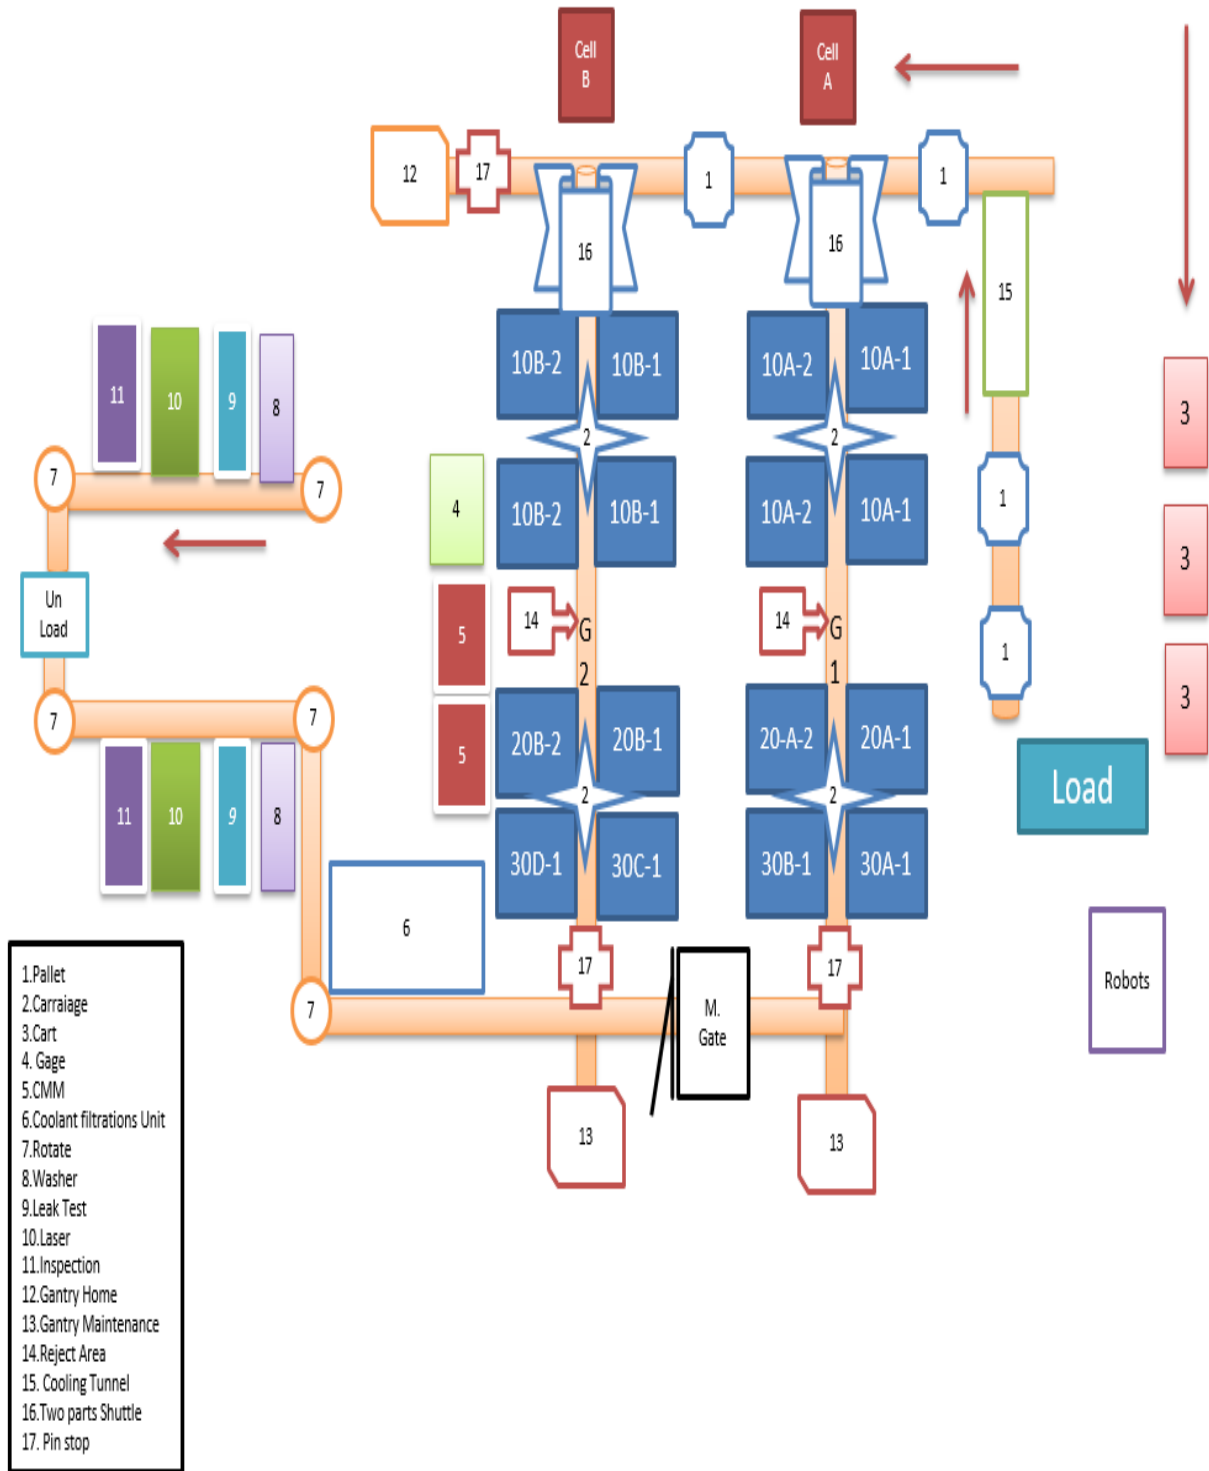 Cell
B
Cell
A
12
17
1
1
16
16
15
10B-2
10B-1
10A-2
10A-1
3
11
10
9
8
2
2
7
7
4
10B-2
10B-1
10A-2
10A-1
1
3
Un
Load
5
14
G
2
14
G
1
1
3
7
7
5
20B-2
20B-1
20-A-2
20A-1
2
2
Load
11
10
9
8
30D-1
30C-1
30B-1
30A-1
6
17
17
Robots
7
M.
Gate
13
13
1.Pallet
2.Carraiage
3.Cart
4. Gage
5.CMM
6.Coolant filtrations Unit
7.Rotate
8.Washer
9.Leak Test
10.Laser
11.Inspection
12.Gantry Home
13.Gantry Maintenance
14.Reject Area
15. Cooling Tunnel
16.Two parts Shuttle
17. Pin stop